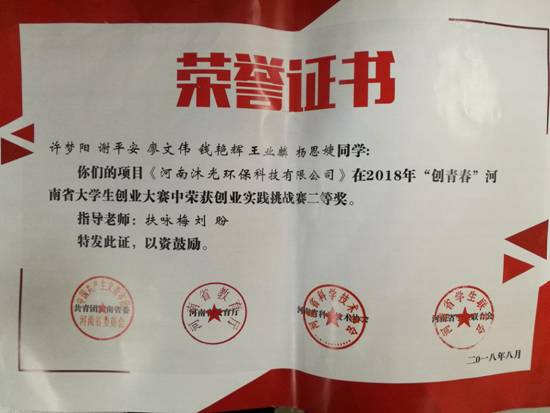 荣誉证书
许梦阳 谢平安 廖文伟 钱艳辉 王业麟 杨思婕同学:
你们的项目《河南沐光环保科技有限公司》在2018年“创青春”河
南省大学生创业大赛中荣获创业实践挑战赛二等奖。
指导老师: 扶咏梅 刘盼
特发此证,以资鼓励。
共青团河南省委
河南省教育厅
河南省科学技术协会
河南省学生联合会
二〇一八年八月